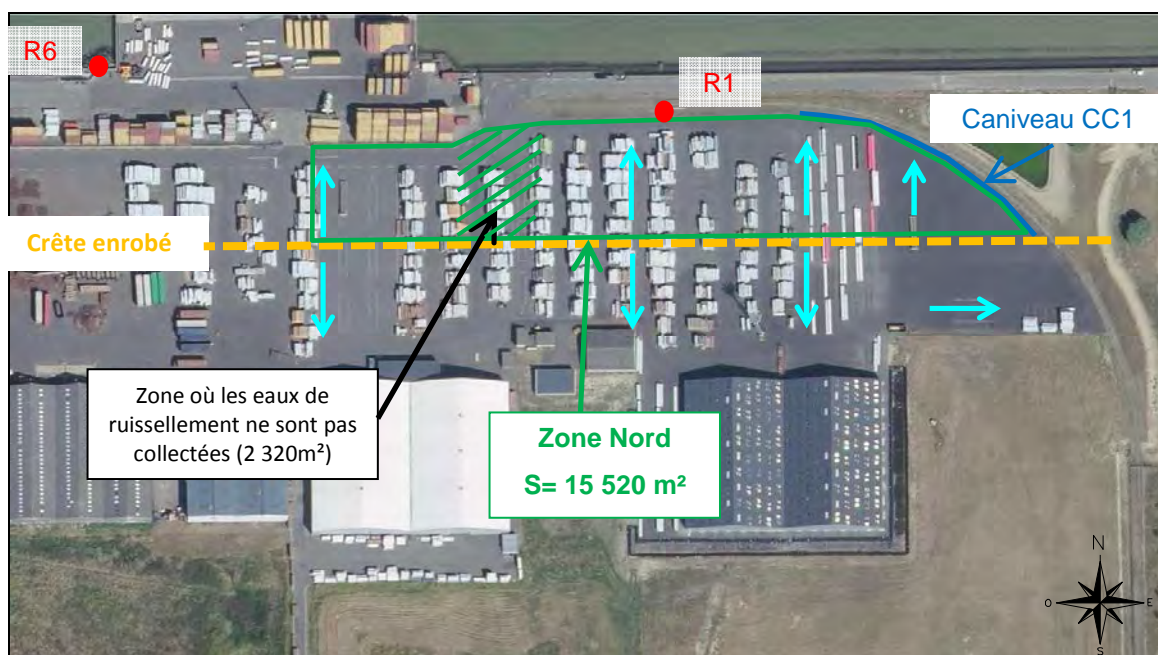 R6
R1
Caniveau CC1
Crête enrobé
Zone où les eaux de
ruissellement ne sont pas
collectées (2 320m²)
Zone Nord
S= 15 520 m²
N
O
E
S